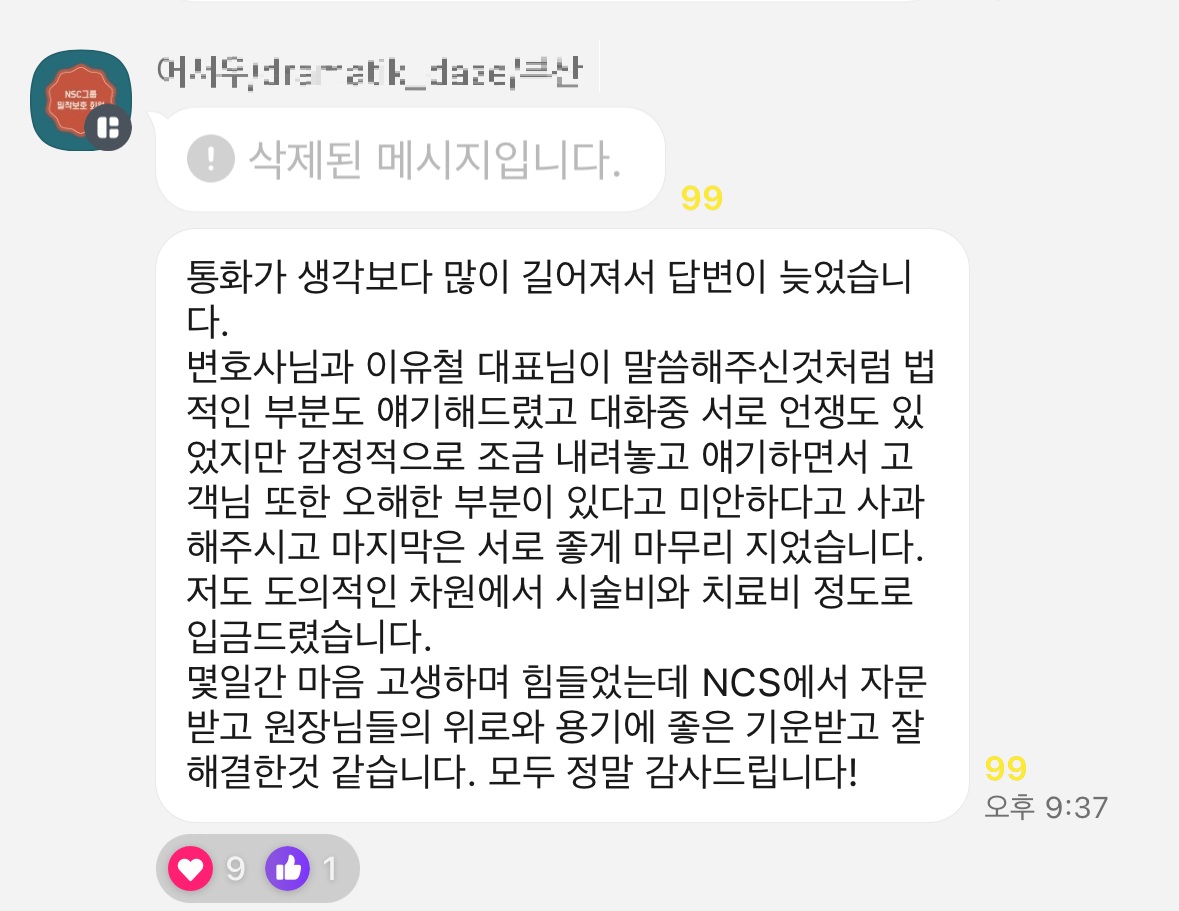 NSC그룹
삭제된 메시지입니다.
99
통화가 생각보다 많이 길어져서 답변이 늦었습니
다.
변호사님과 이유철 대표님이 말씀해주신것처럼 법
적인 부분도 얘기해드렸고 대화중 서로 언쟁도 있
었지만 감정적으로 조금 내려놓고 얘기하면서 고
객님 또한 오해한 부분이 있다고 미안하다고 사과
해주시고 마지막은 서로 좋게 마무리 지었습니다.
저도 도의적인 차원에서 시술비와 치료비 정도로
입금드렸습니다.
몇일간 마음 고생하며 힘들었는데 NCS에서 자문
받고 원장님들의 위로와 용기에 좋은 기운받고 잘
해결한것 같습니다. 모두 정말 감사드립니다!
99
오후 9:37
9 1